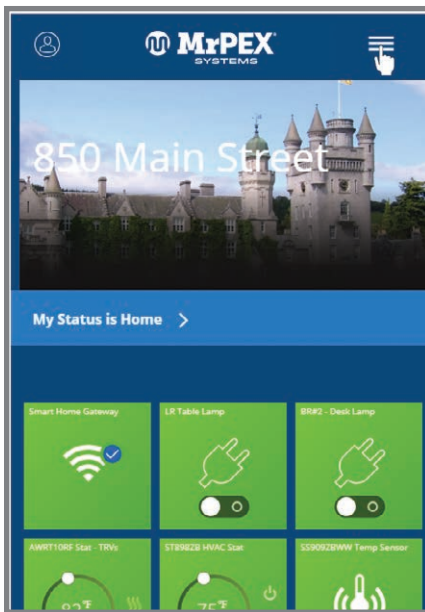 MrPEX
SYSTEMS
850 Main Street
My Status is Home
Smart Home Gateway
LR Table Lamp
BR#2 - Desk Lamp
AWRT10RF Stat - TRVs
ST898ZB HVAC Stat
SS909ZBWW Temp Sensor